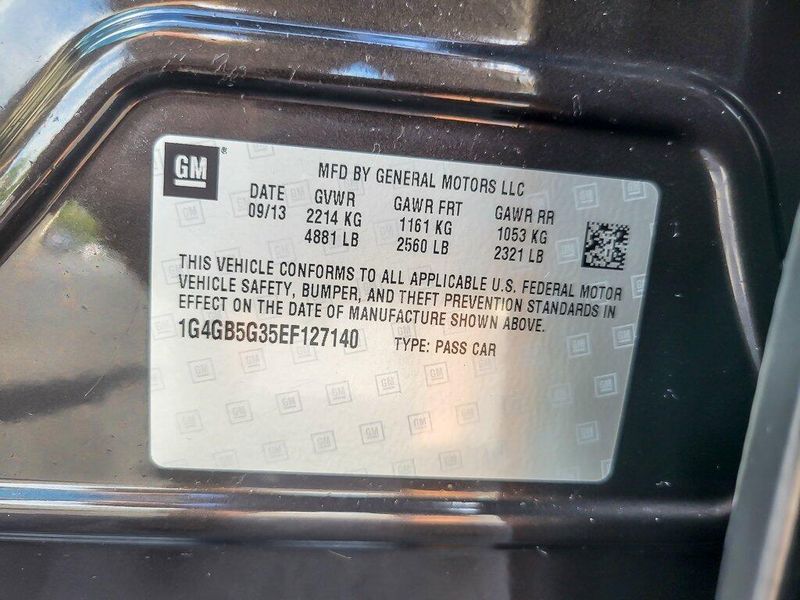 GM®
MFD BY GENERAL MOTORS LLC
DATE GVWR GAWR FRT GAWR RR
09/13 2214 KG 1161 KG 1053 KG
4881 LB 2560 LB 2321 LB
THIS VEHICLE CONFORMS TO ALL APPLICABLE U.S. FEDERAL MOTOR
VEHICLE SAFETY, BUMPER, AND THEFT PREVENTION STANDARDS IN
EFFECT ON THE DATE OF MANUFACTURE SHOWN ABOVE.
1G4GB5G35EF127140 TYPE: PASS CAR